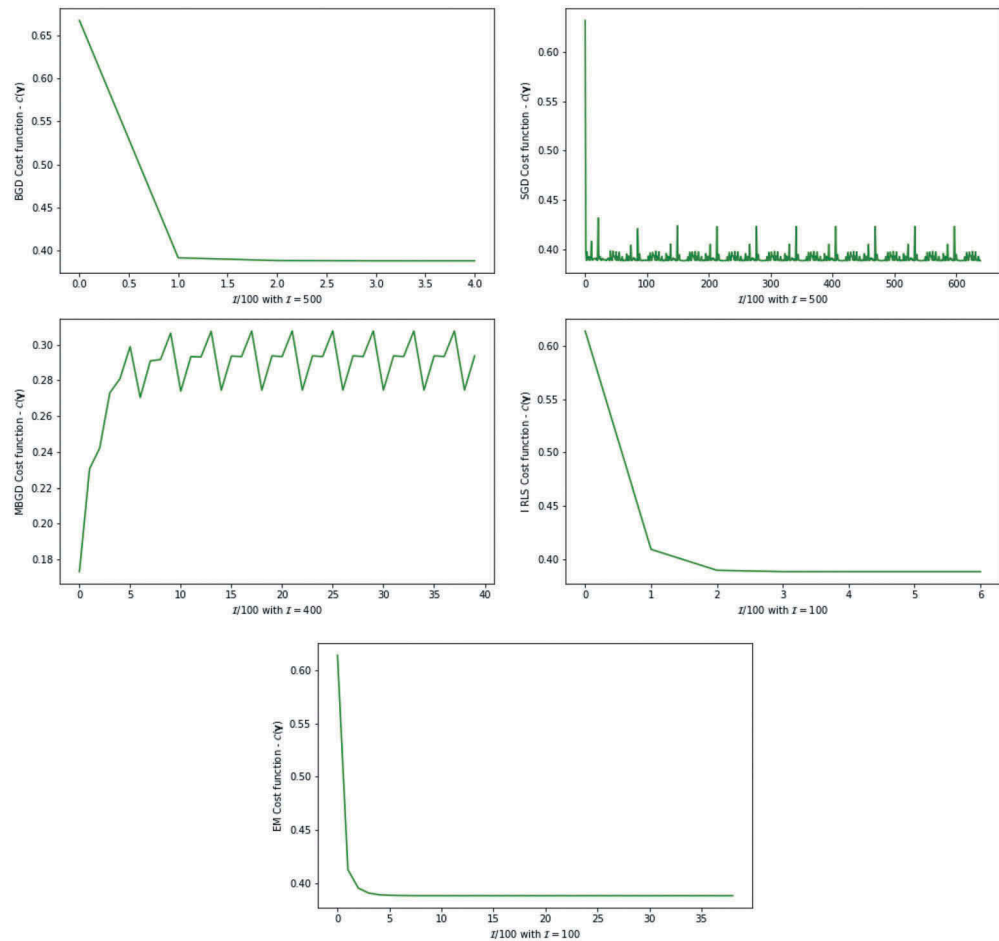 BGD Cost function - 𝒞(𝐲)
0.65
0.60
0.55
0.50
0.45
0.40
0.0 0.5 1.0 1.5 2.0 2.5 3.0 3.5 4.0
ℐ/100 with ℐ = 500
SGD Cost function - 𝒞(𝐲)
0.60
0.55
0.50
0.45
0.40
0 100 200 300 400 500 600
ℐ/100 with ℐ = 500
MBGD Cost function - 𝒞(𝐲)
0.30
0.28
0.26
0.24
0.22
0.20
0.18
0 5 10 15 20 25 30 35 40
ℐ/100 with ℐ = 400
I RLS Cost function - 𝒞(𝐲)
0.60
0.55
0.50
0.45
0.40
0 1 2 3 4 5 6
ℐ/100 with ℐ = 100
EM Cost function - 𝒞(𝐲)
0.60
0.55
0.50
0.45
0.40
0 5 10 15 20 25 30 35
ℐ/100 with ℐ = 100